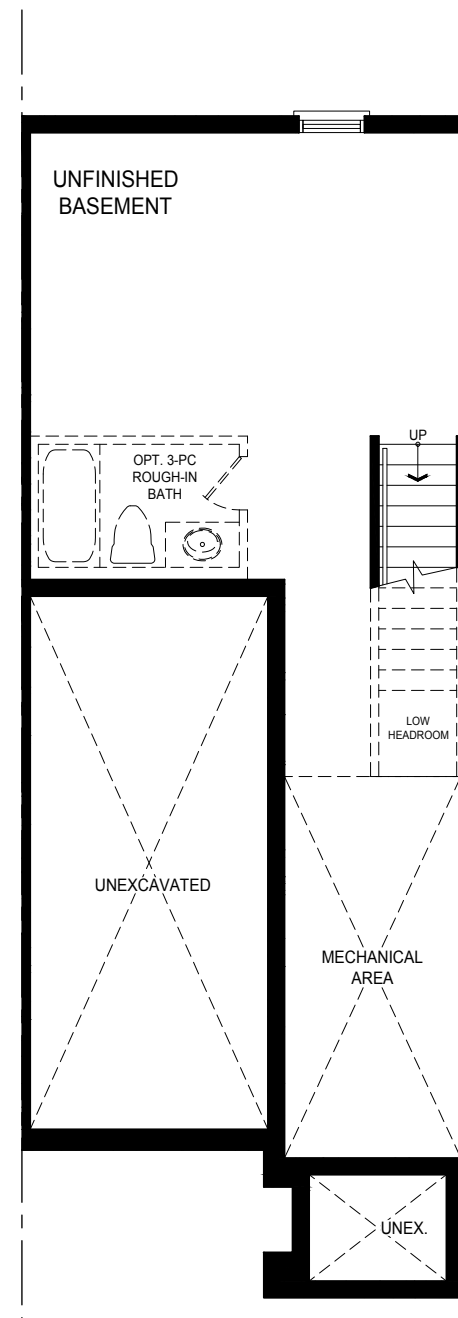 UNFINISHED
BASEMENT
UP
OPT. 3-PC
ROUGH-IN
BATH
LOW
HEADROOM
UNEXCAVATED
MECHANICAL
AREA
UNEX.